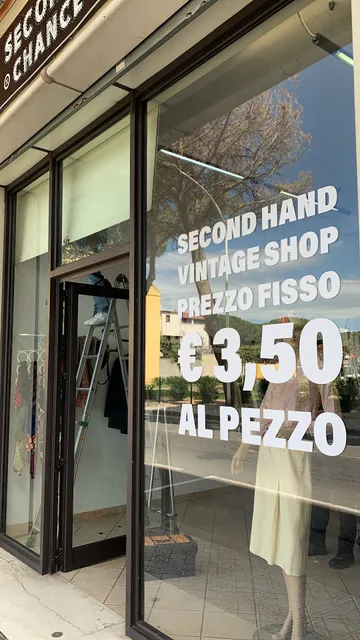 SECOND
CHANCE
SECOND HAND
VINTAGE SHOP
PREZZO FISSO
€ 3,50
AL PEZZO